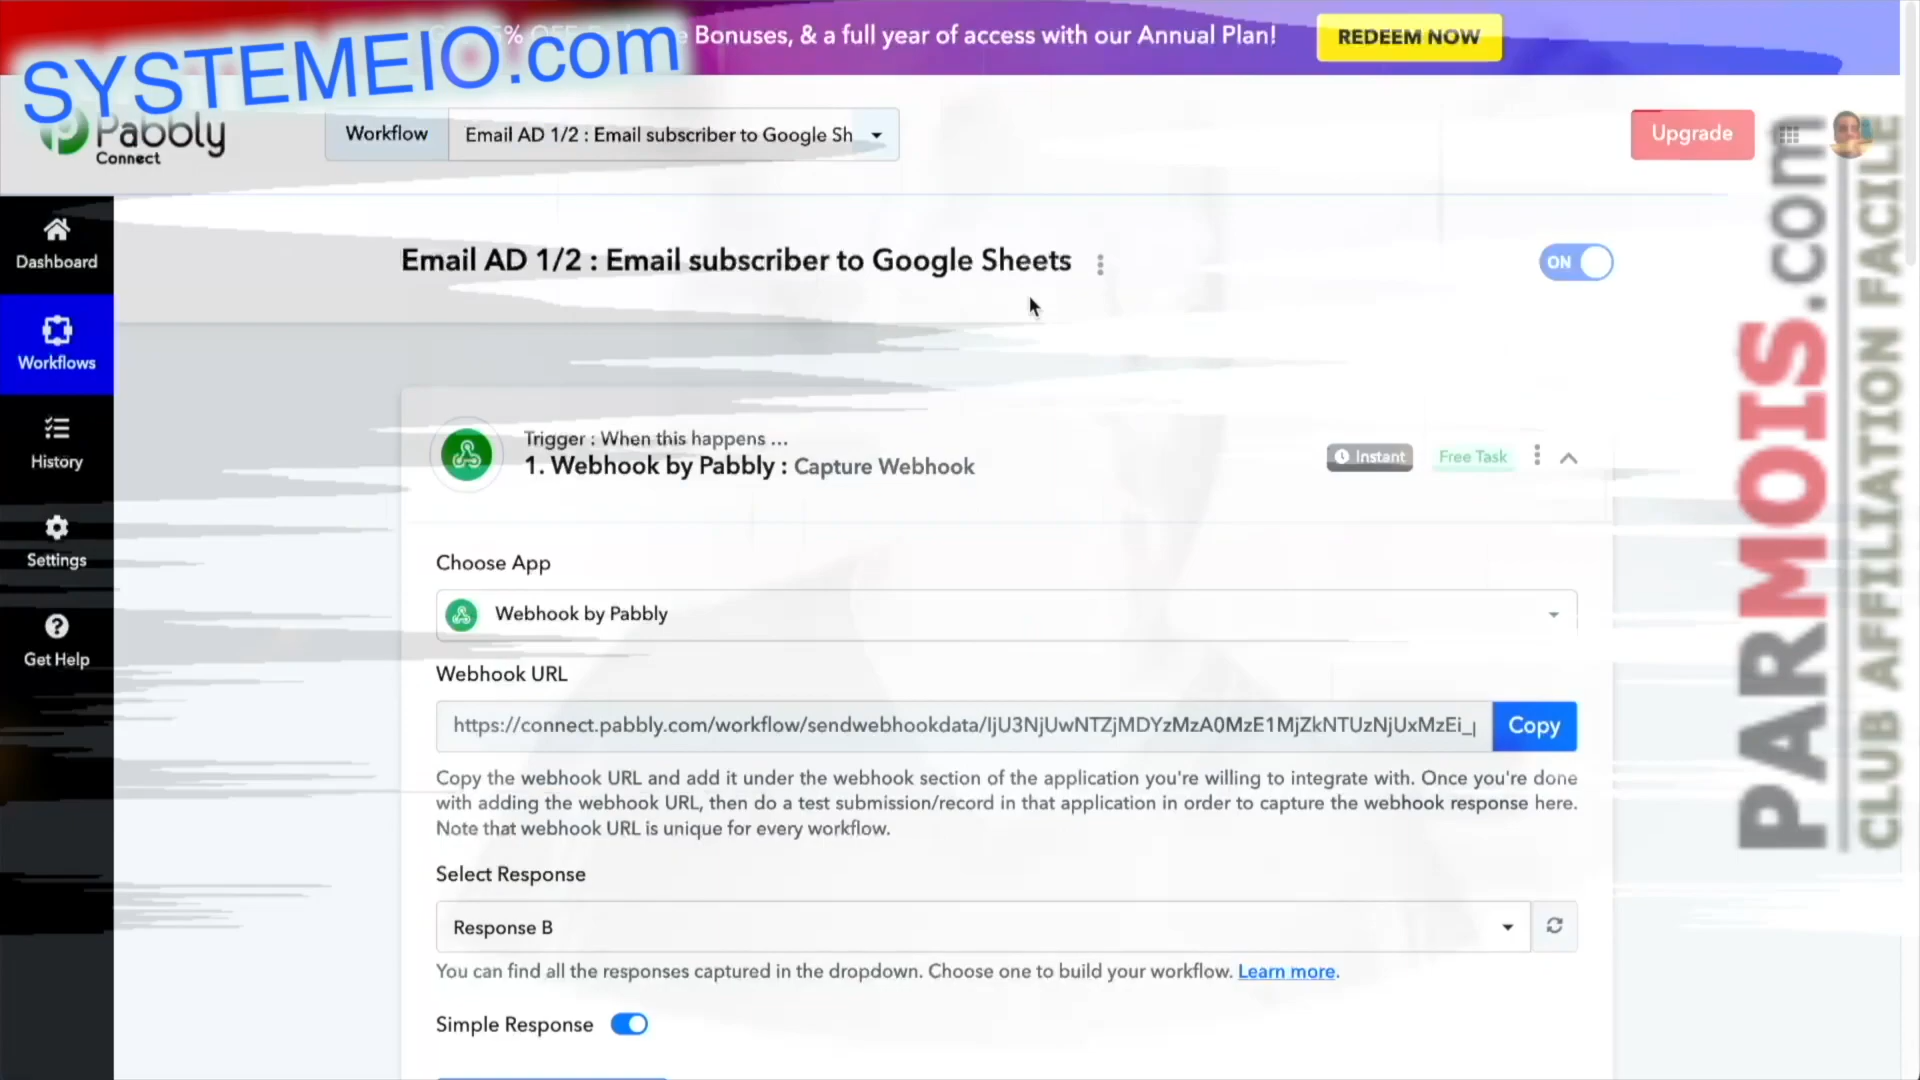 5% OFF
Bonuses, & a full year of access with our Annual Plan!
REDEEM NOW
SYSTEMEIO.com
Pabbly
Connect
Workflow
Email AD 1/2 : Email subscriber to Google Sh
Upgrade
Dashboard
Workflows
History
Settings
Get Help
Email AD 1/2 : Email subscriber to Google Sheets
ON
Trigger : When this happens ...
1. Webhook by Pabbly : Capture Webhook
Instant
Free Task
Choose App
Webhook by Pabbly
Webhook URL
https://connect.pabbly.com/workflow/sendwebhookdata/IjU3NjUwNTZjMDYzMzA0MzE1MjZkNTUzNjUxMzEi_
Copy
Copy the webhook URL and add it under the webhook section of the application you're willing to integrate with. Once you're done
with adding the webhook URL, then do a test submission/record in that application in order to capture the webhook response here.
Note that webhook URL is unique for every workflow.
Select Response
Response B
You can find all the responses captured in the dropdown. Choose one to build your workflow. Learn more.
Simple Response
PARMOIS.com
CLUB AFFILIATION FACILE